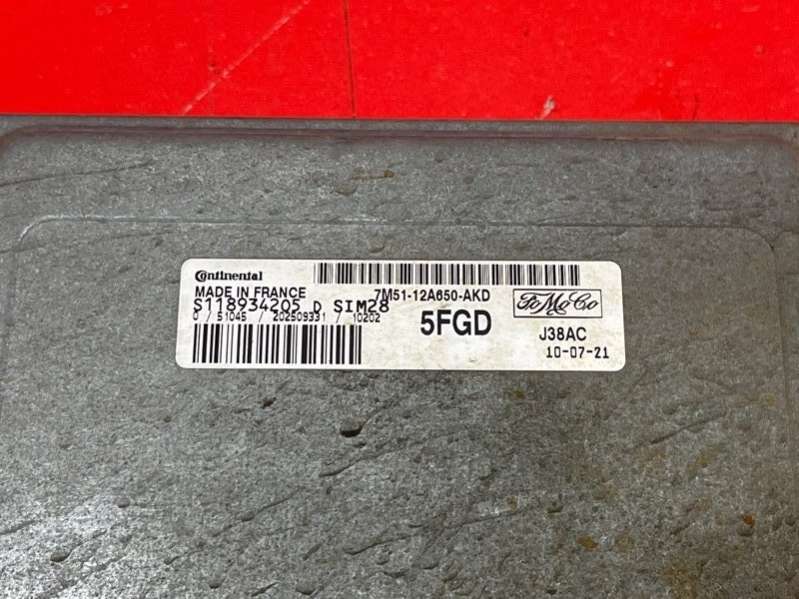 Continental
MADE IN FRANCE
7M51-12A650-AKD
S118934205 D SIM28
0 / 51045 / 202509331 / 10202
5FGD
FoMoCo
J38AC
10-07-21